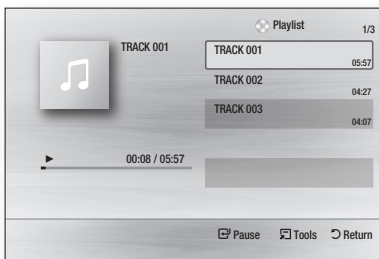 Playlist
1/3
TRACK 001
TRACK 001
05:57
TRACK 002
04:27
TRACK 003
04:07
00:08 / 05:57
Pause Tools Return